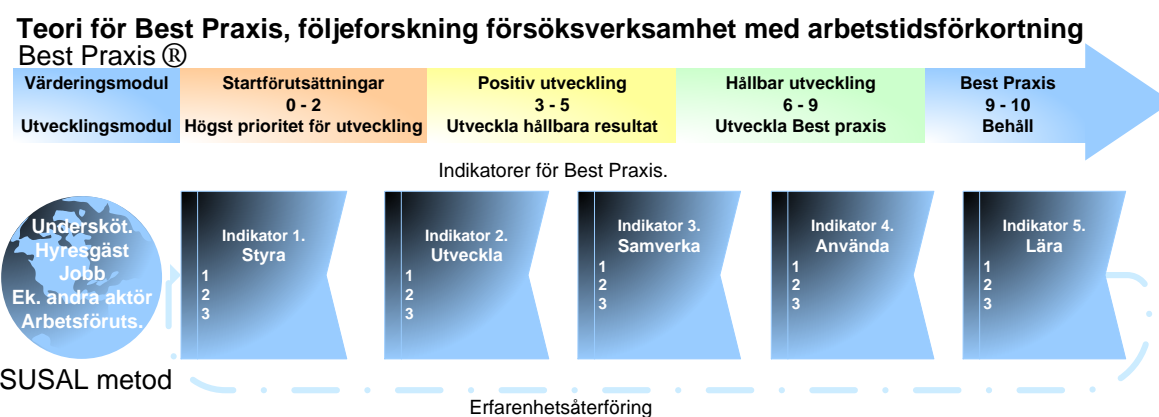 Teori för Best Praxis, följeforskning försöksverksamhet med arbetstidsförkortning
Best Praxis ®
Värderingsmodul Startförutsättningar Positiv utveckling Hållbar utveckling Best Praxis
0 - 2 3 - 5 6 - 9 9 - 10
Utvecklingsmodul Högst prioritet för utveckling Utveckla hållbara resultat Utveckla Best praxis Behåll
Indikatorer för Best Praxis.
Undersköt.
Hyresgäst
Jobb
Ek. andra aktör
Arbetsföruts.
Indikator 1.
Styra
1
2
3
Indikator 2.
Utveckla
1
2
3
Indikator 3.
Samverka
1
2
3
Indikator 4.
Använda
1
2
3
Indikator 5.
Lära
1
2
3
SUSAL metod
Erfarenhetsåterföring